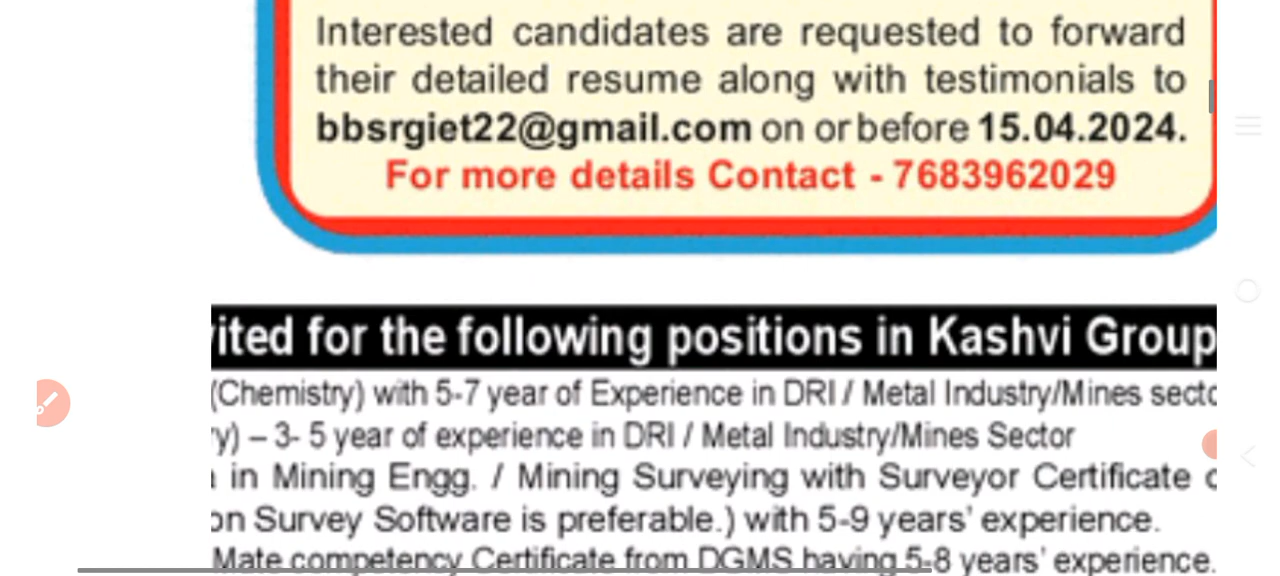 Interested candidates are requested to forward
their detailed resume along with testimonials to
bbsrgiet22@gmail.com on or before 15.04.2024.
For more details Contact - 7683962029
ited for the following positions in Kashvi Group
(Chemistry) with 5-7 year of Experience in DRI / Metal Industry/Mines secto
y) – 3- 5 year of experience in DRI / Metal Industry/Mines Sector
in Mining Engg. / Mining Surveying with Surveyor Certificate
on Survey Software is preferable.) with 5-9 years' experience.
Mate competency Certificate from DGMS having 5-8 years' experience.